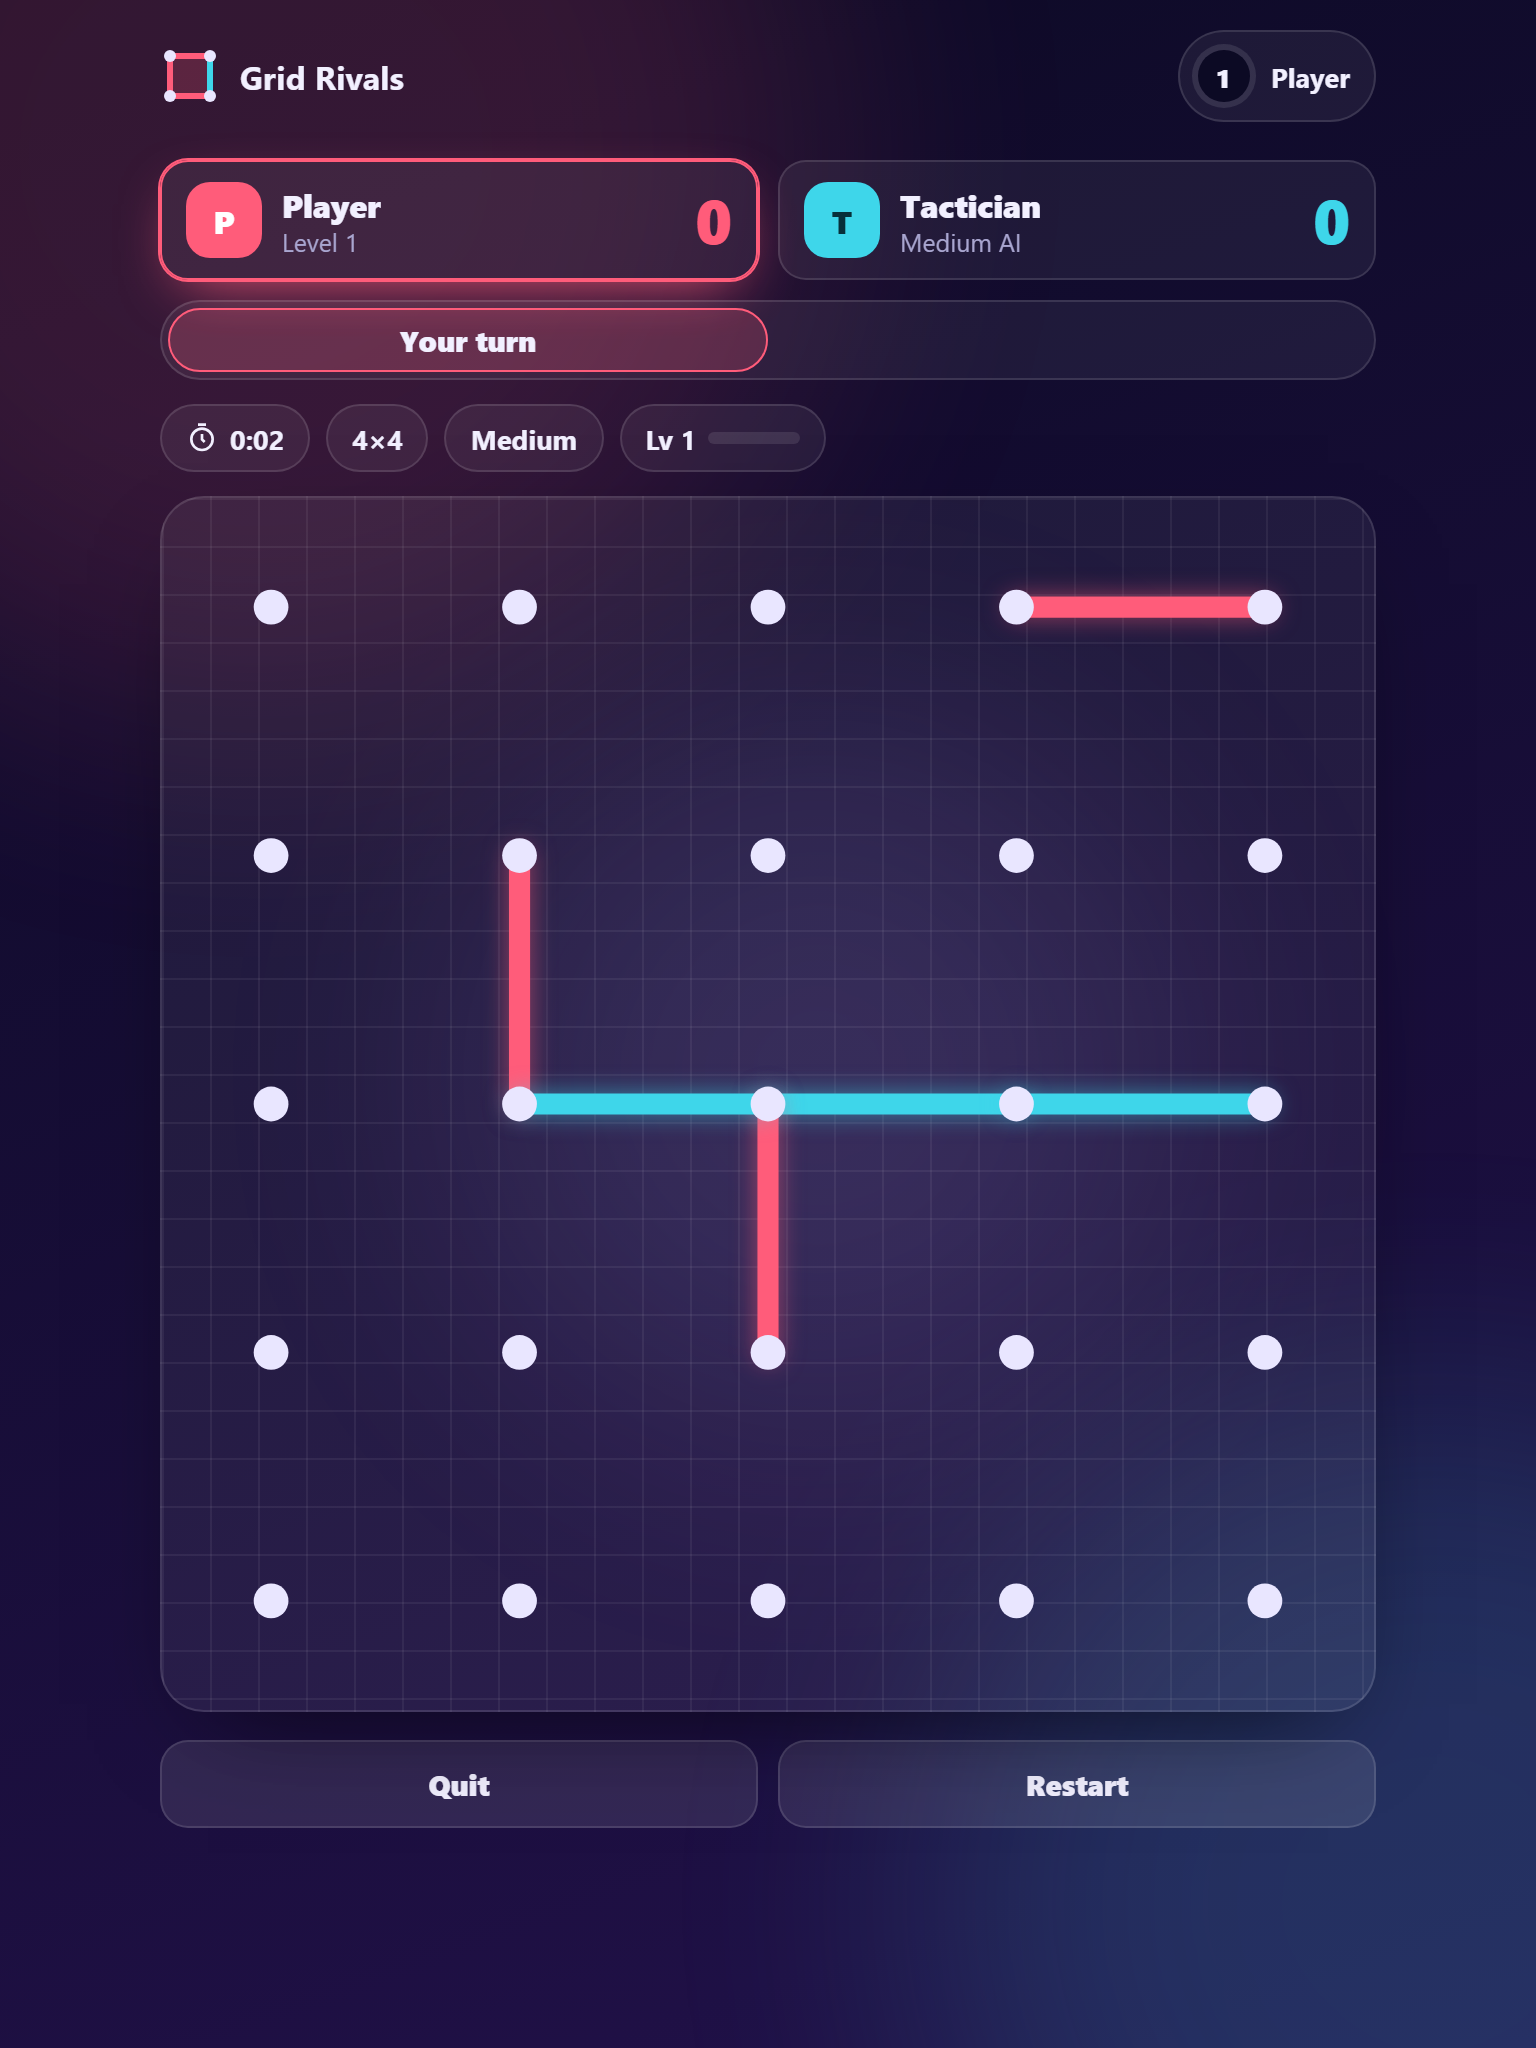 Grid Rivals
1 Player
P Player 0
Level 1
T Tactician 0
Medium AI
Your turn
0:02 4×4 Medium Lv 1
Quit Restart